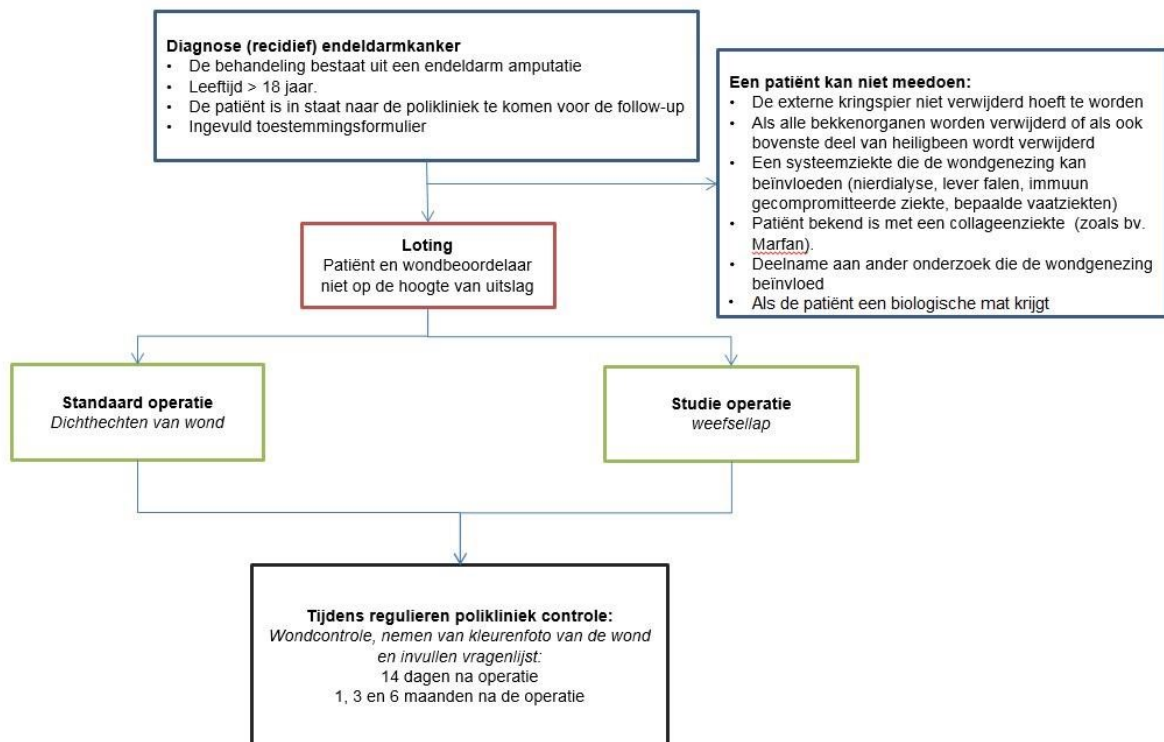 Diagnose (recidief) endeldarmkanker
• De behandeling bestaat uit een endeldarm amputatie
• Leeftijd > 18 jaar.
• De patiënt is in staat naar de polikliniek te komen voor de follow-up
• Ingevuld toestemmingsformulier
Een patiënt kan niet meedoen:
• De externe kringspier niet verwijderd hoeft te worden
• Als alle bekkenorganen worden verwijderd of als ook
bovenste deel van heiligbeen wordt verwijderd
• Een systeemziekte die de wondgenezing kan
beïnvloeden (nierdialyse, lever falen, immuun
gecompromitteerde ziekte, bepaalde vaatziekten)
• Patiënt bekend is met een collageenziekte (zoals bv.
Marfan).
• Deelname aan ander onderzoek die de wondgenezing
beïnvloed
• Als de patiënt een biologische mat krijgt
Loting
Patiënt en wondbeoordelaar
niet op de hoogte van uitslag
Standaard operatie
Dichthechten van wond
Studie operatie
weefsellap
Tijdens regulieren polikliniek controle:
Wondcontrole, nemen van kleurenfoto van de wond
en invullen vragenlijst:
14 dagen na operatie
1, 3 en 6 maanden na de operatie